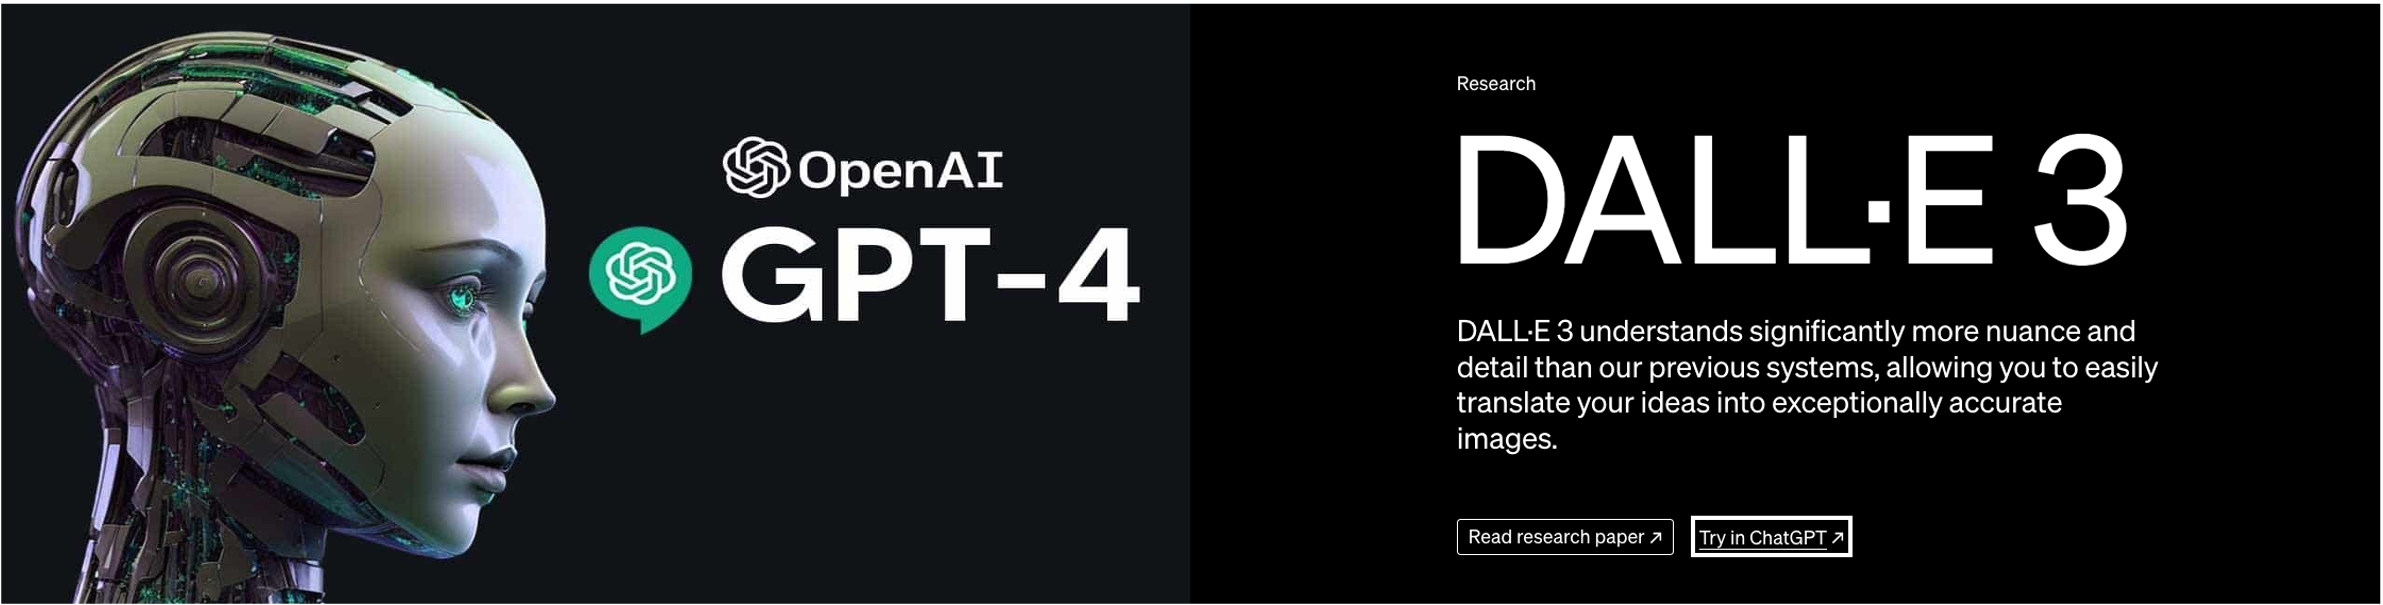 OpenAI
GPT-4
Research
DALL·E 3
DALL·E 3 understands significantly more nuance and
detail than our previous systems, allowing you to easily
translate your ideas into exceptionally accurate
images.
Read research paper ↗
Try in ChatGPT ↗